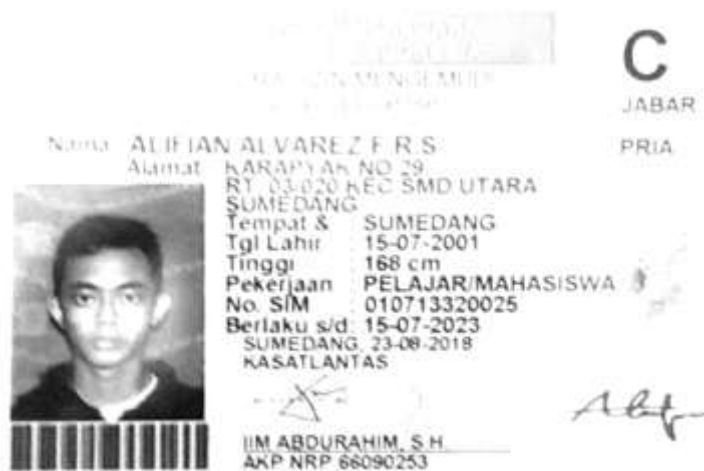 C
JABAR
PRIA
Nama ALIFIAN ALVAREZ F R S
Alamat KARAPYAK NO 29
RT. 03/020 KEC SMD UTARA
SUMEDANG
Tempat & SUMEDANG
Tgl Lahir : 15-07-2001
Tinggi : 168 cm
Pekerjaan : PELAJAR/MAHASISWA
No. SIM : 010713320025
Berlaku s/d : 15-07-2023
SUMEDANG, 23-08-2018
KASATLANTAS
IIM ABDURAHIM, S.H.
AKP NRP 66090253